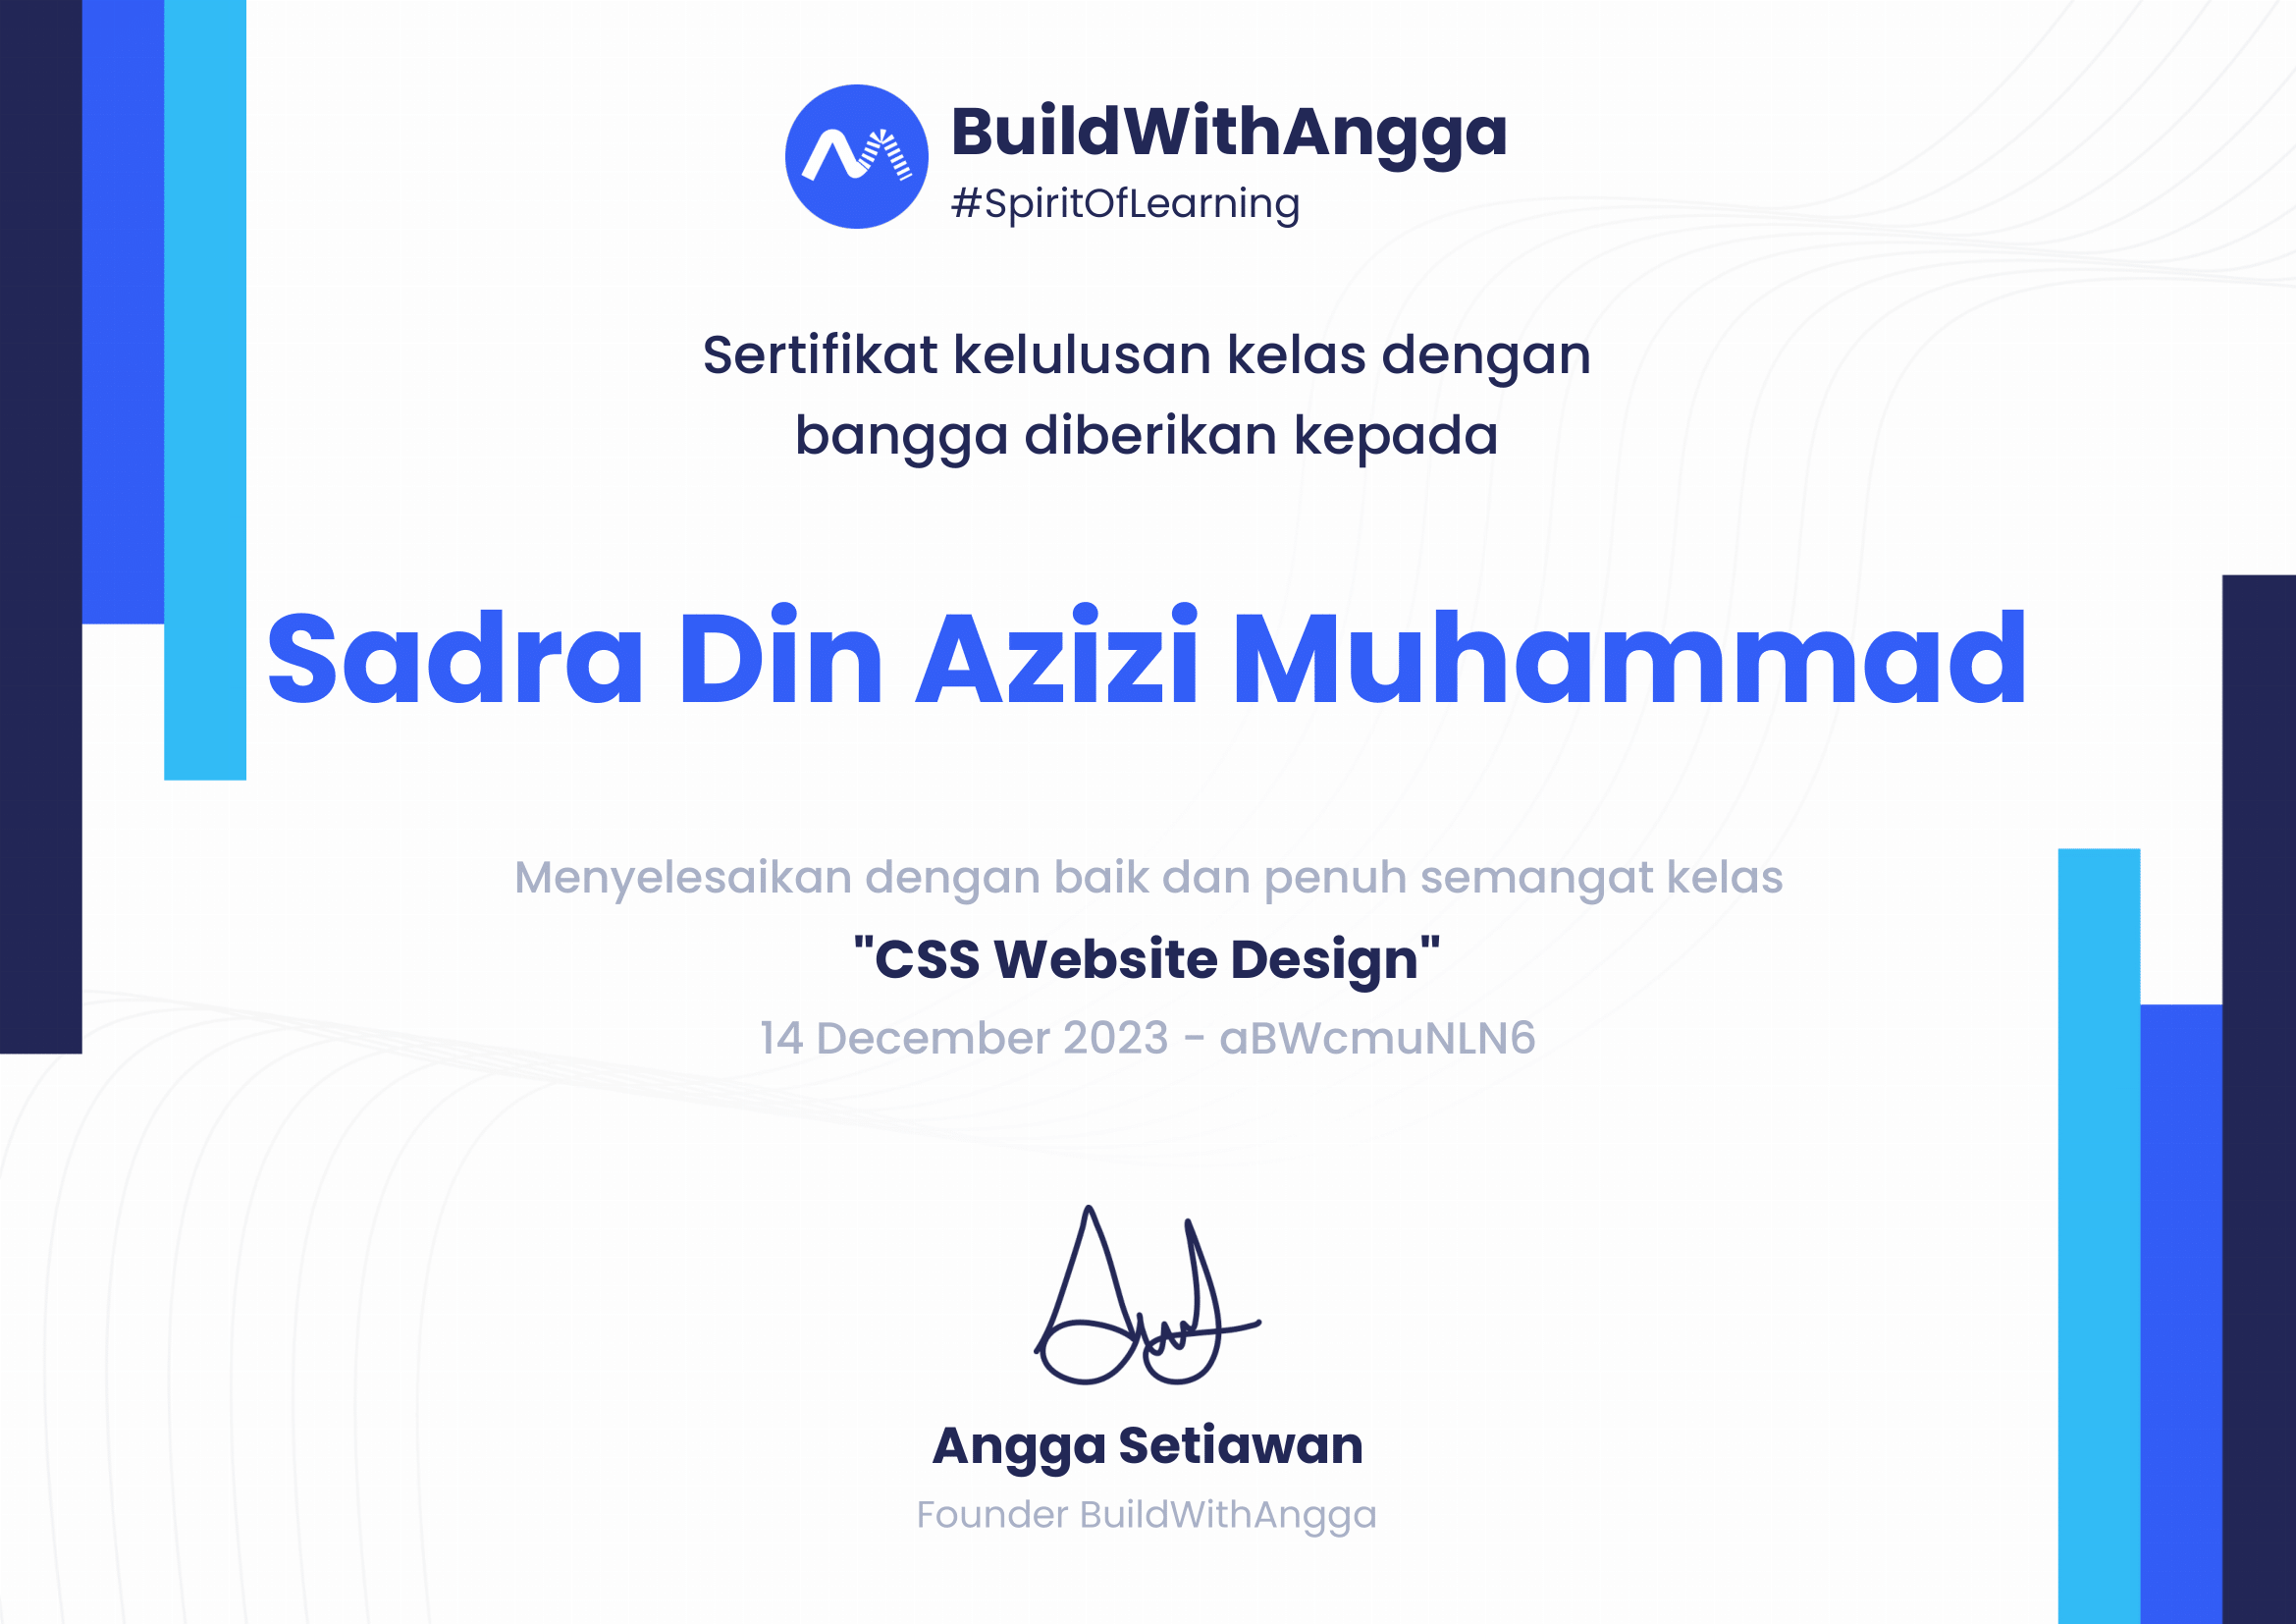 BuildWithAngga
#SpiritOfLearning
Sertifikat kelulusan kelas dengan
bangga diberikan kepada
Sadra Din Azizi Muhammad
Menyelesaikan dengan baik dan penuh semangat kelas
"CSS Website Design"
14 December 2023 - aBWcmuNLN6
Angga Setiawan
Founder BuildWithAngga